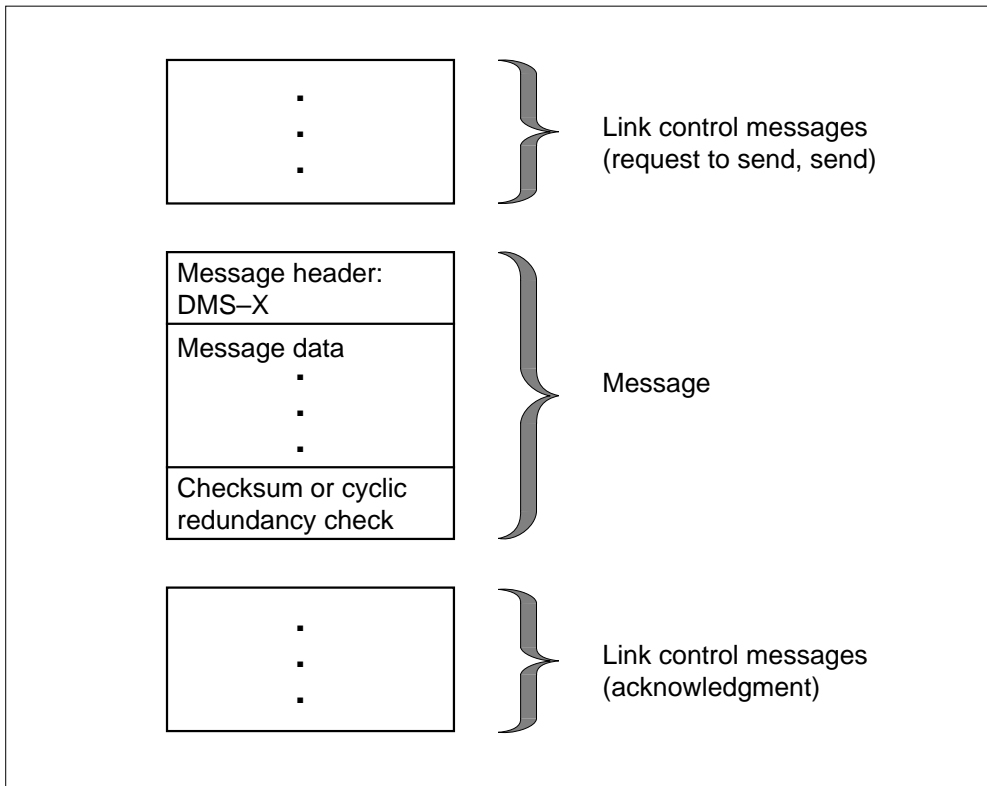 Link control messages
(request to send, send)
Message header:
DMS–X
Message data
Message
Checksum or cyclic
redundancy check
Link control messages
(acknowledgment)